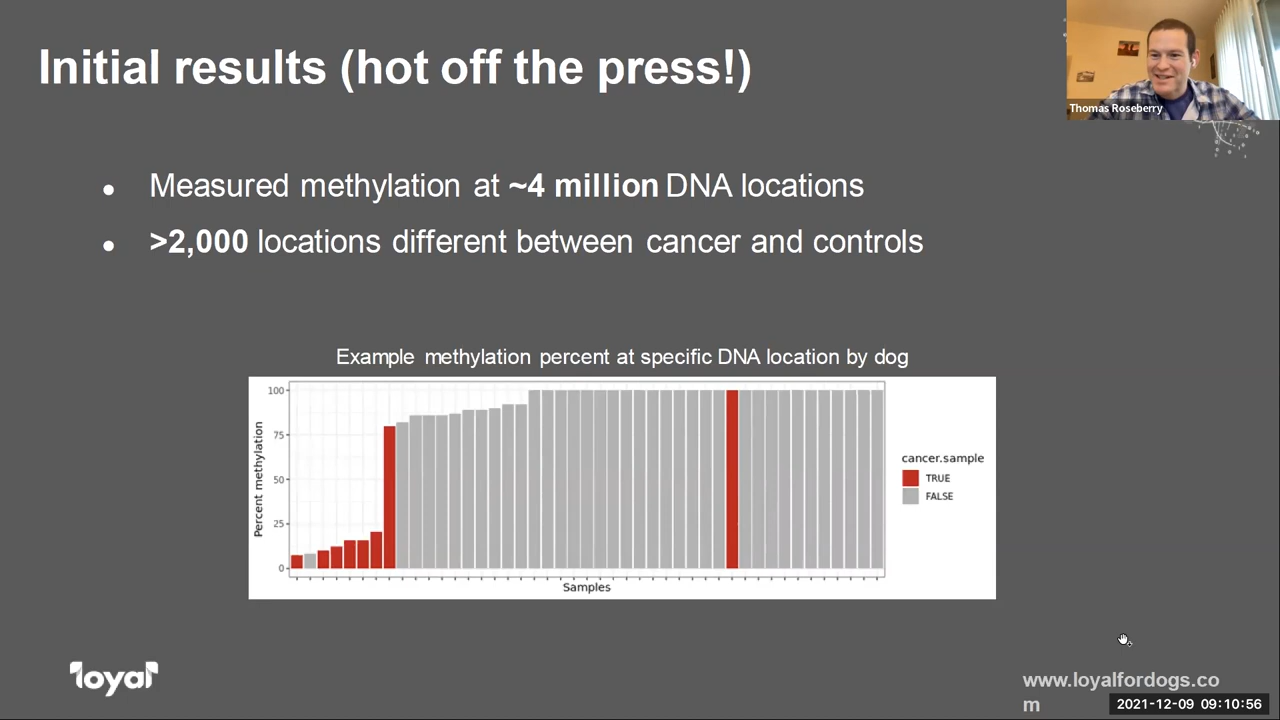 Initial results (hot off the press!)
Thomas Roseberry
● Measured methylation at ~4 million DNA locations
● >2,000 locations different between cancer and controls
Example methylation percent at specific DNA location by dog
100
75
50
25
0
Percent methylation
Samples
cancer.sample
TRUE
FALSE
loyal
www.loyalfordogs.co
m
2021-12-09 09:10:56